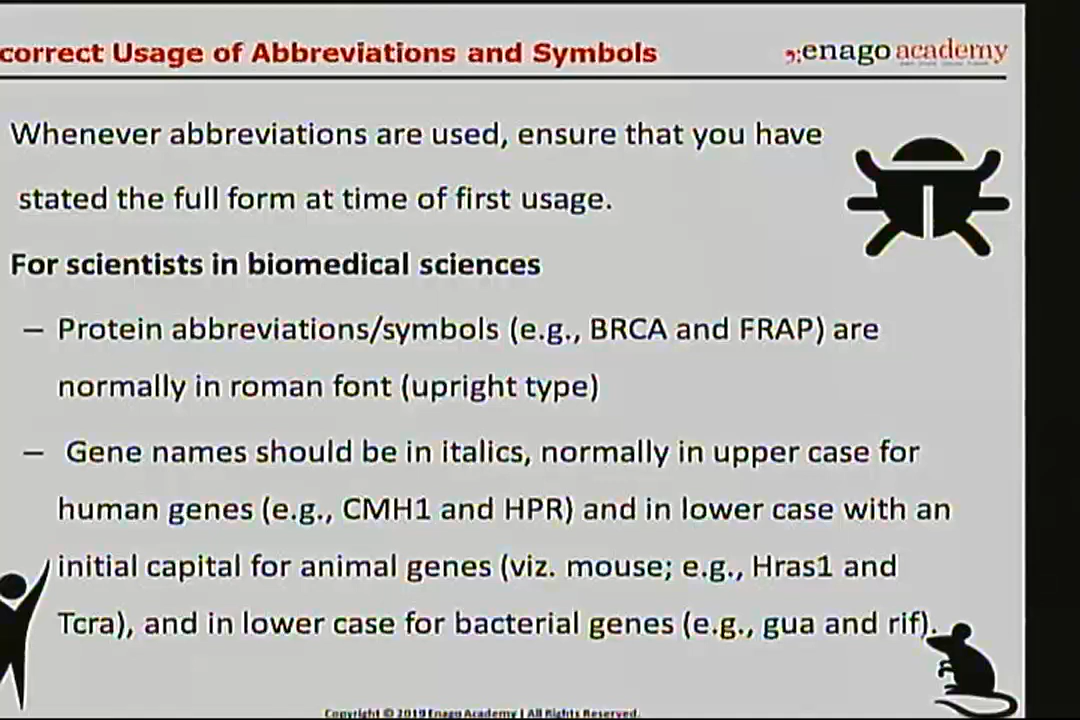 correct Usage of Abbreviations and Symbols
enago academy
Whenever abbreviations are used, ensure that you have
stated the full form at time of first usage.
For scientists in biomedical sciences
– Protein abbreviations/symbols (e.g., BRCA and FRAP) are
normally in roman font (upright type)
– Gene names should be in italics, normally in upper case for
human genes (e.g., CMH1 and HPR) and in lower case with an
initial capital for animal genes (viz. mouse; e.g., Hras1 and
Tcra), and in lower case for bacterial genes (e.g., gua and rif).
Copyright © 2019 Enago Academy | All Rights Reserved.